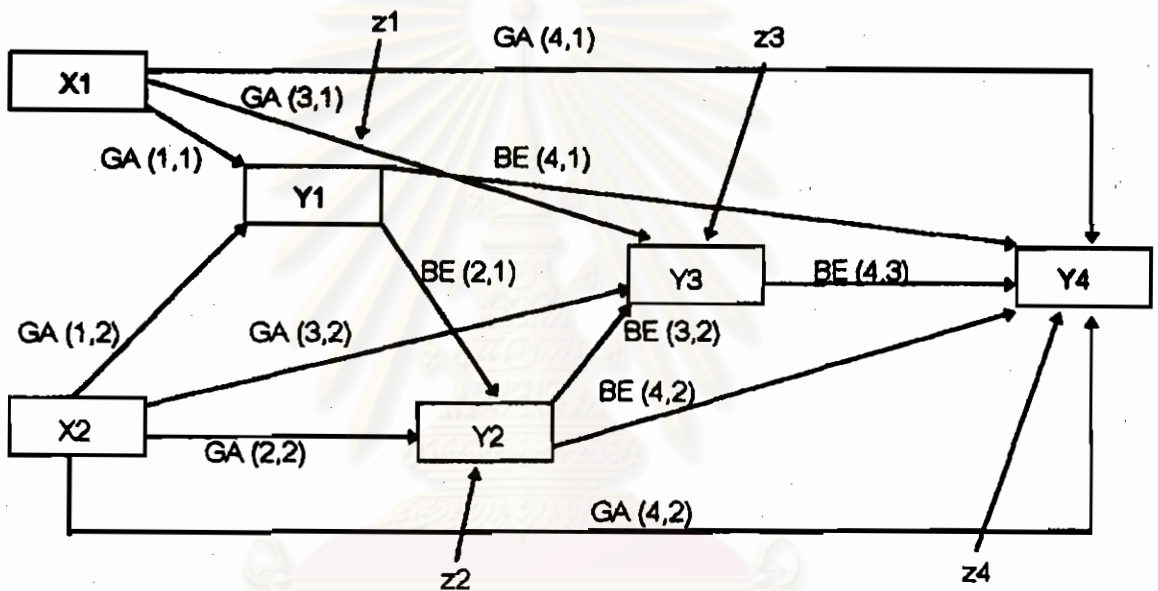 z1
GA (4,1)
z3
X1
GA (3,1)
GA (1,1)
BE (4,1)
Y1
BE (2,1)
Y3
BE (4,3)
Y4
GA (1,2)
GA (3,2)
BE (3,2)
BE (4,2)
X2
Y2
GA (2,2)
GA (4,2)
z2
z4